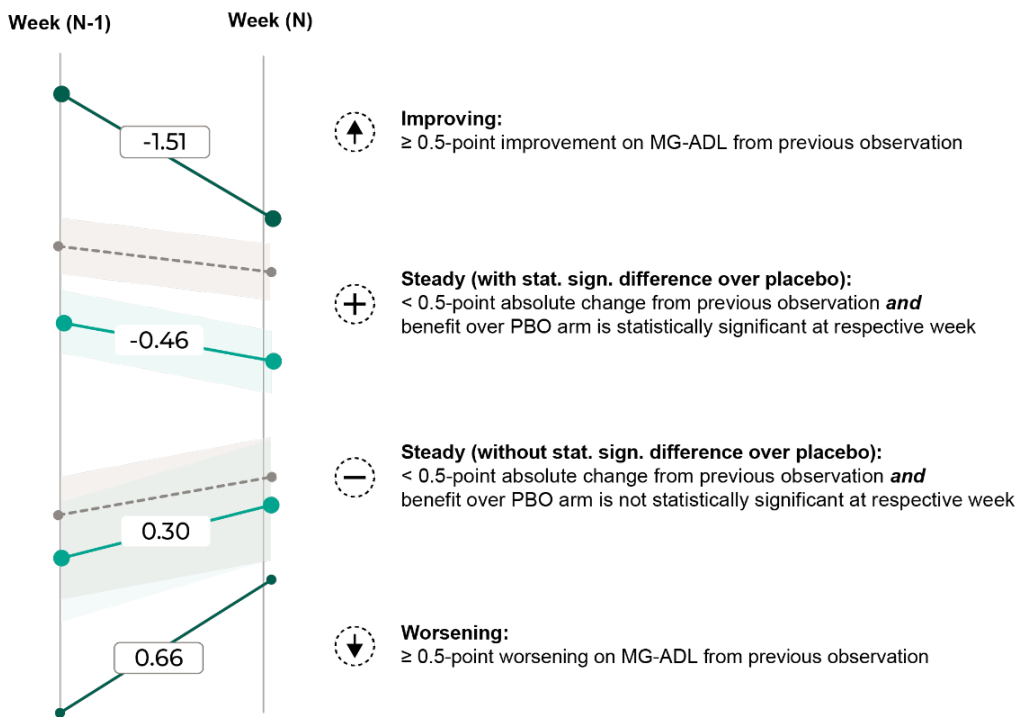 Week (N-1)
Week (N)
-1.51
Improving:
≥ 0.5-point improvement on MG-ADL from previous observation
Steady (with stat. sign. difference over placebo):
< 0.5-point absolute change from previous observation and
benefit over PBO arm is statistically significant at respective week
-0.46
Steady (without stat. sign. difference over placebo):
< 0.5-point absolute change from previous observation and
benefit over PBO arm is not statistically significant at respective week
0.30
Worsening:
≥ 0.5-point worsening on MG-ADL from previous observation
0.66